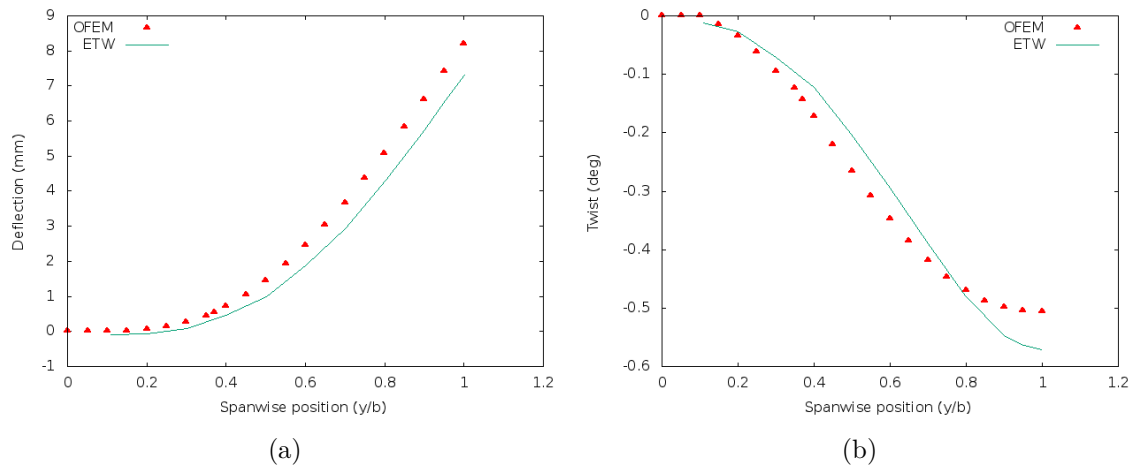 OFEM
ETW
9
8
7
6
5
4
3
2
1
0
-1
Deflection (mm)
0 0.2 0.4 0.6 0.8 1 1.2
Spanwise position (y/b)
(a)
OFEM
ETW
0
-0.1
-0.2
-0.3
-0.4
-0.5
-0.6
Twist (deg)
0 0.2 0.4 0.6 0.8 1 1.2
Spanwise position (y/b)
(b)